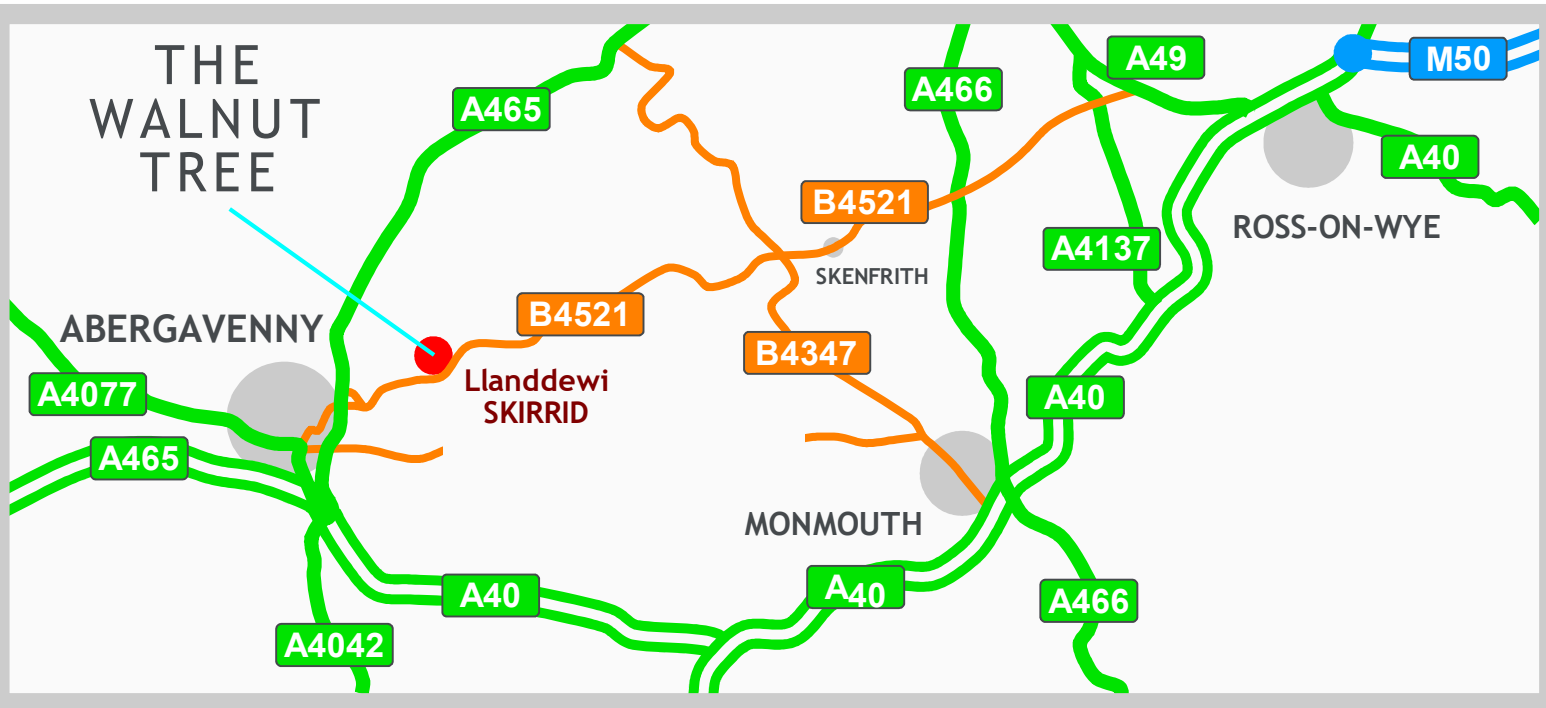 THE
WALNUT
TREE
A465
A466
A49
M50
A40
B4521
ROSS-ON-WYE
A4137
SKENFRITH
B4521
ABERGAVENNY
B4347
Llanddewi
SKIRRID
A4077
A40
A465
MONMOUTH
A40
A40
A466
A4042